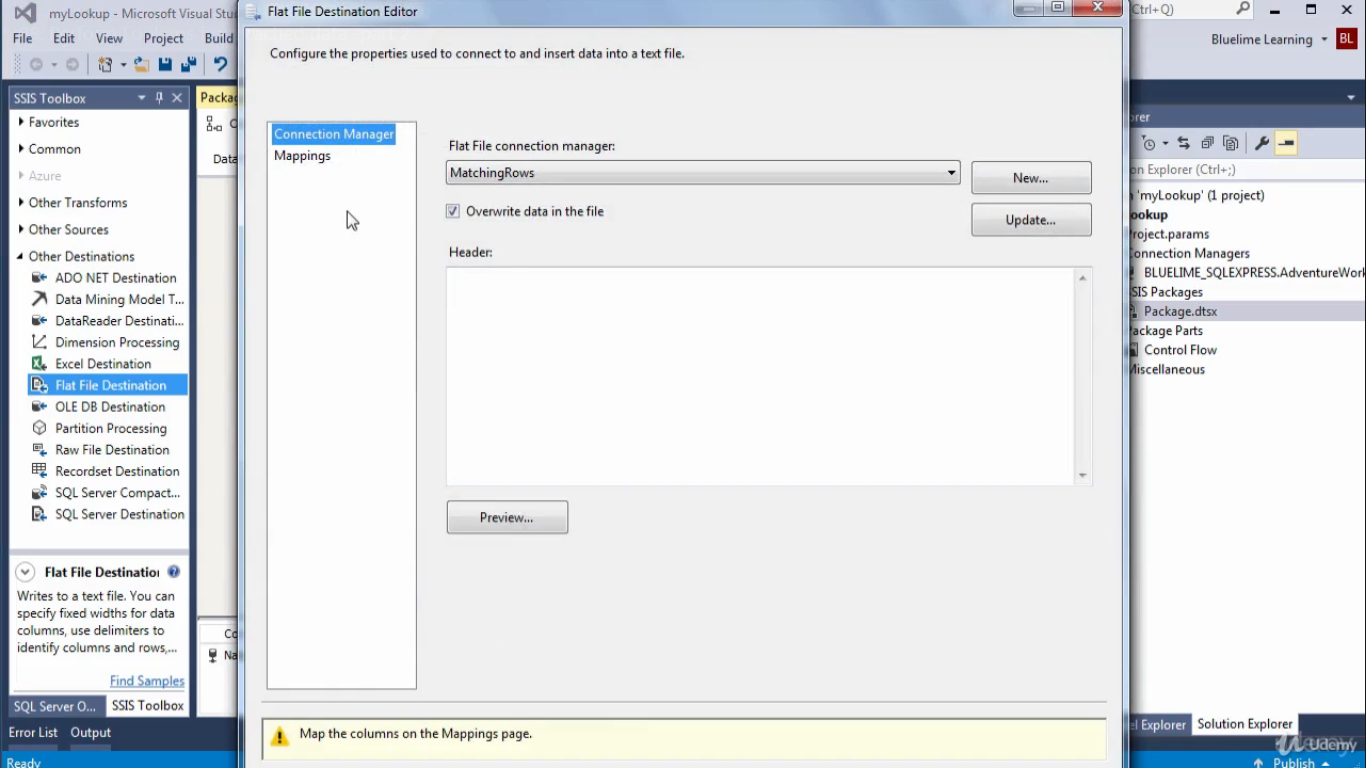 myLookup - Microsoft Visual Stud
Flat File Destination Editor
Ctrl+Q)
File Edit View Project Build
Configure the properties used to connect to and insert data into a text file.
Bluelime Learning BL
SSIS Toolbox
Packag
Favorites
Common
Azure
Other Transforms
Other Sources
Other Destinations
ADO NET Destination
Data Mining Model T...
DataReader Destinati...
Dimension Processing
Excel Destination
Flat File Destination
OLE DB Destination
Partition Processing
Raw File Destination
Recordset Destination
SQL Server Compact...
SQL Server Destination
Flat File Destination
Writes to a text file. You can
specify fixed widths for data
columns, use delimiters to
identify columns and rows,...
Find Samples
SQL Server O... SSIS Toolbox
Error List Output
Ready
C
Data
Co
Na
Connection Manager
Mappings
Flat File connection manager:
MatchingRows
New...
Overwrite data in the file
Update...
Header:
Preview...
Map the columns on the Mappings page.
orer
on Explorer (Ctrl+;)
n 'myLookup' (1 project)
ookup
roject.params
onnection Managers
BLUELIME_SQLEXPRESS.AdventureWork
SIS Packages
Package.dtsx
ackage Parts
Control Flow
Miscellaneous
el Explorer Solution Explorer
Udemy
Publish